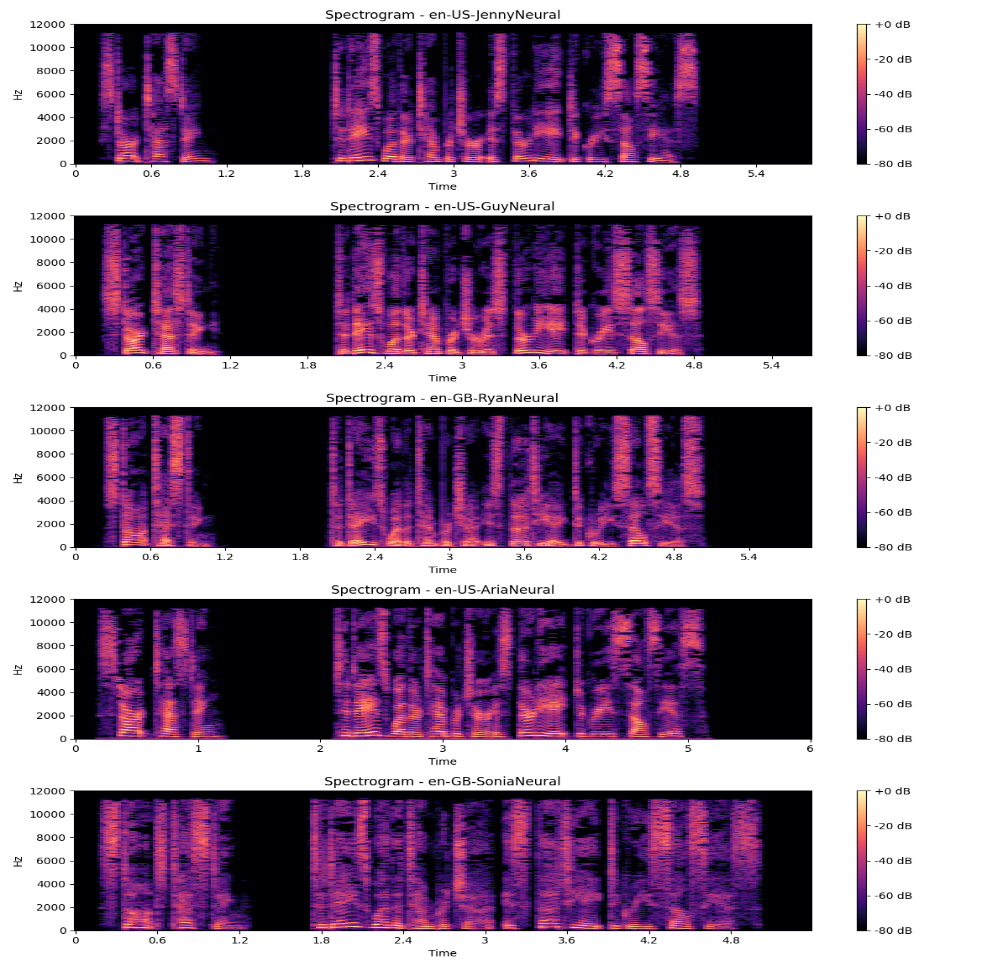 Spectrogram - en-US-JennyNeural
12000
10000
8000
6000
4000
2000
0
Hz
0 0.6 1.2 1.8 2.4 3 3.6 4.2 4.8 5.4
Time
+0 dB
-20 dB
-40 dB
-60 dB
-80 dB
Spectrogram - en-US-GuyNeural
12000
10000
8000
6000
4000
2000
0
Hz
0 0.6 1.2 1.8 2.4 3 3.6 4.2 4.8 5.4
Time
+0 dB
-20 dB
-40 dB
-60 dB
-80 dB
Spectrogram - en-GB-RyanNeural
12000
10000
8000
6000
4000
2000
0
Hz
0 0.6 1.2 1.8 2.4 3 3.6 4.2 4.8 5.4
Time
+0 dB
-20 dB
-40 dB
-60 dB
-80 dB
Spectrogram - en-US-AriaNeural
12000
10000
8000
6000
4000
2000
0
Hz
0 1 2 3 4 5 6
Time
+0 dB
-20 dB
-40 dB
-60 dB
-80 dB
Spectrogram - en-GB-SoniaNeural
12000
10000
8000
6000
4000
2000
0
Hz
0 0.6 1.2 1.8 2.4 3 3.6 4.2 4.8
Time
+0 dB
-20 dB
-40 dB
-60 dB
-80 dB